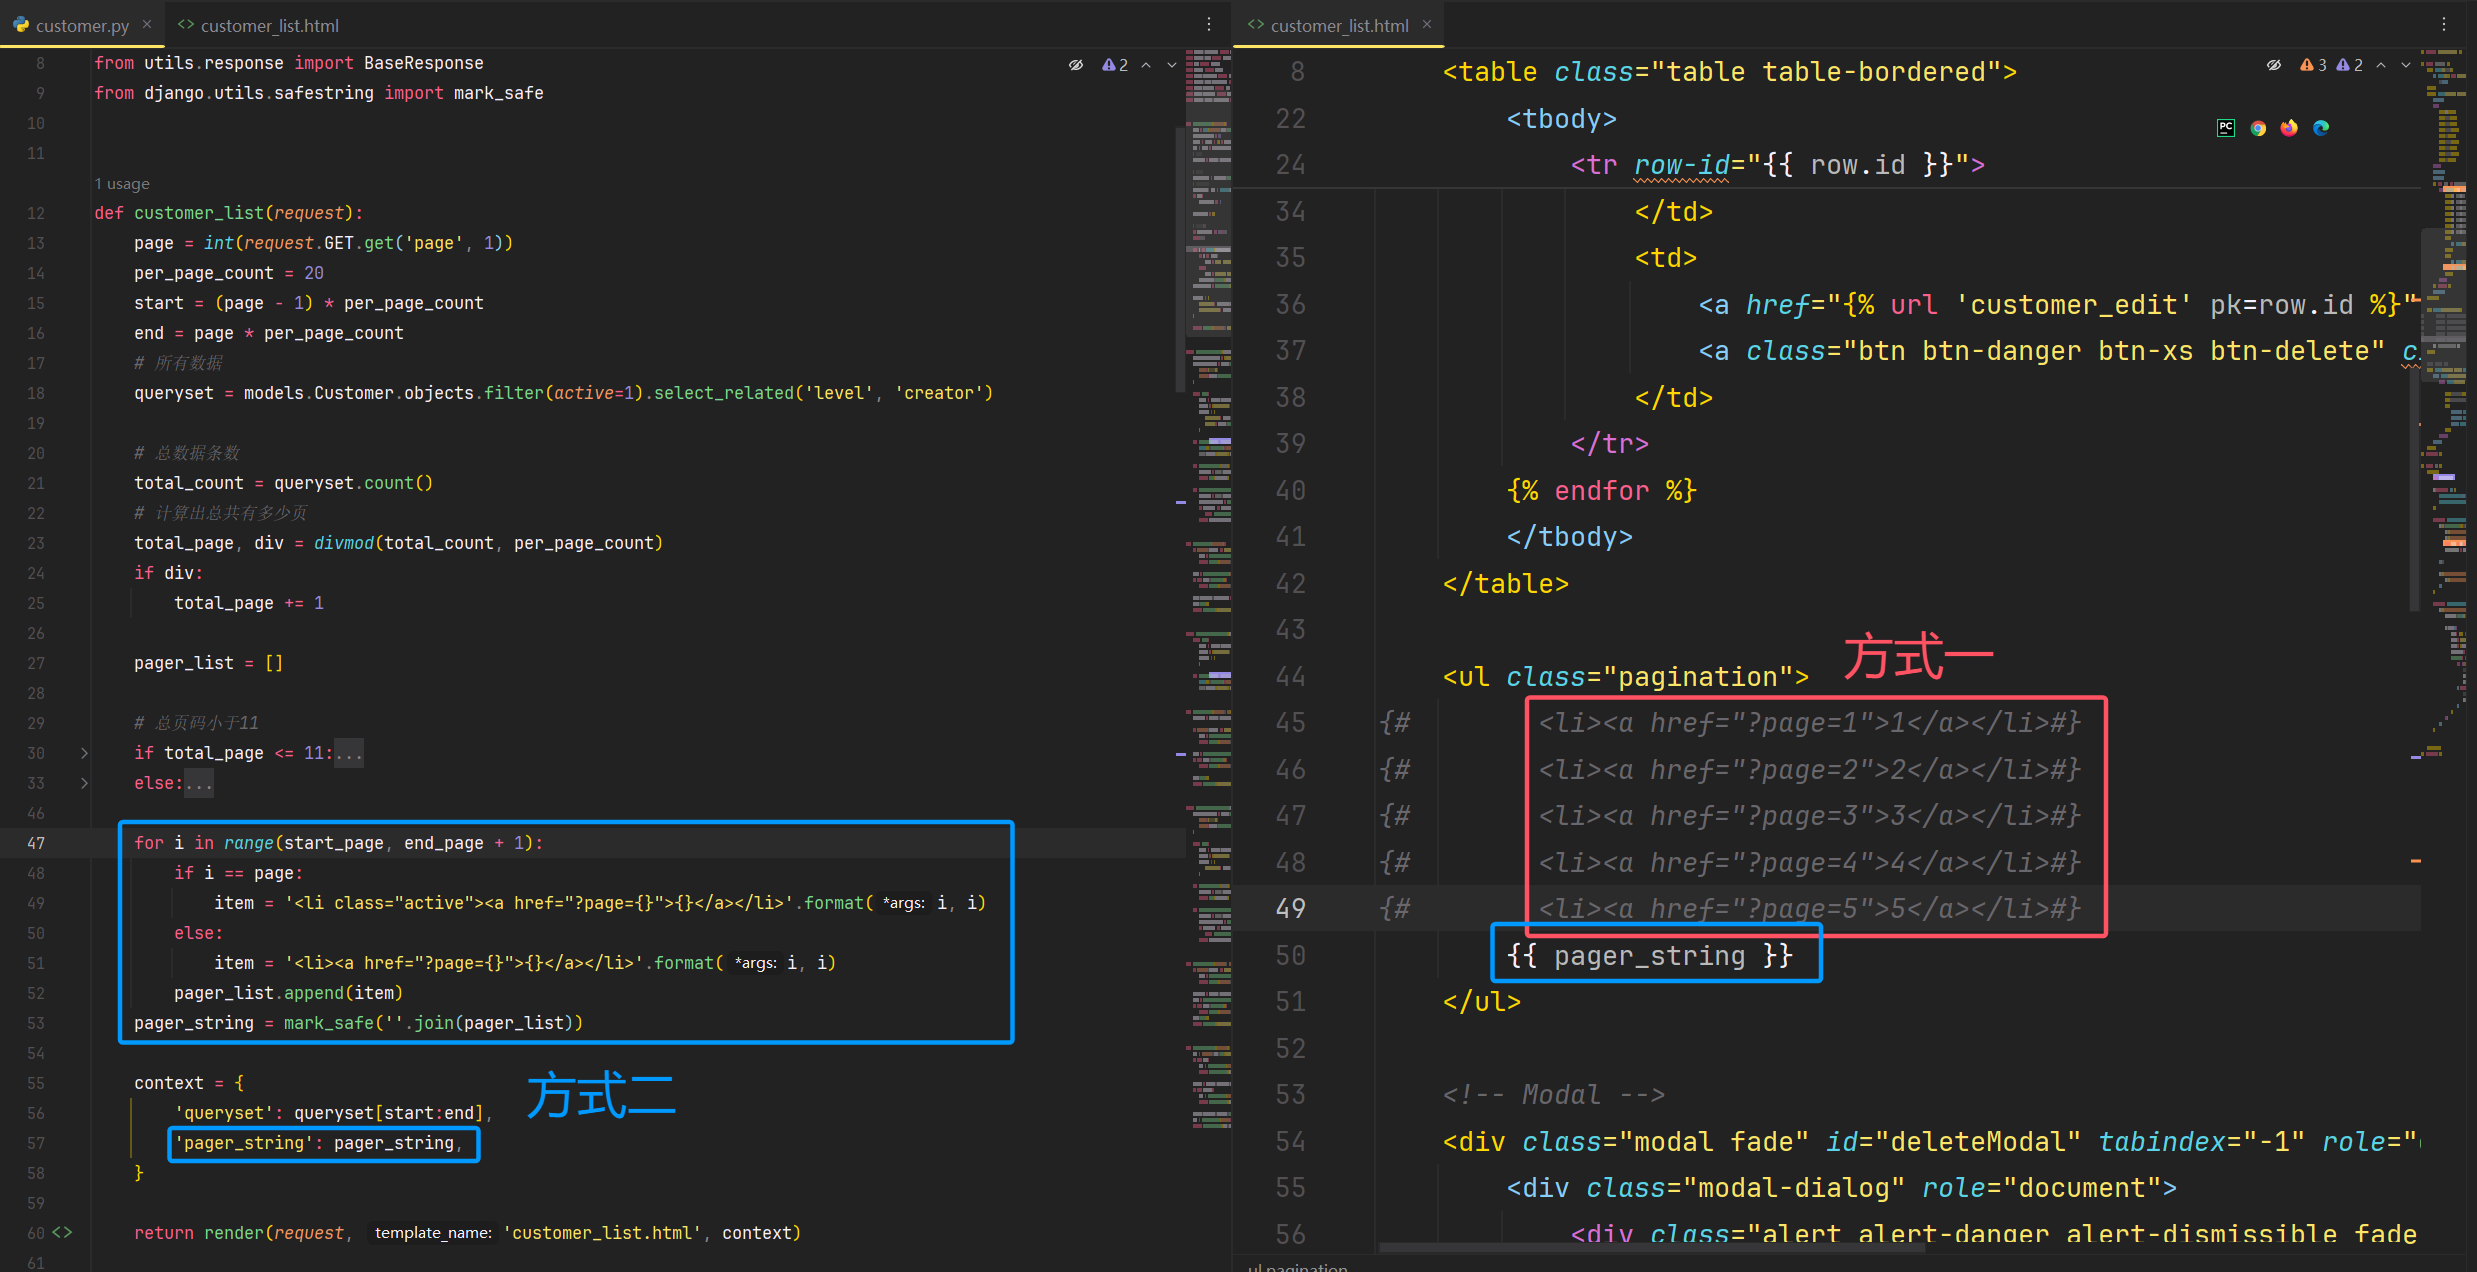 customer.py
customer_list.html
2
8 from utils.response import BaseResponse
9 from django.utils.safestring import mark_safe
10
11
1 usage
12 def customer_list(request):
13 page = int(request.GET.get('page', 1))
14 per_page_count = 20
15 start = (page - 1) * per_page_count
16 end = page * per_page_count
17 # 所有数据
18 queryset = models.Customer.objects.filter(active=1).select_related('level', 'creator')
19
20 # 总数据条数
21 total_count = queryset.count()
22 # 计算出总共有多少页
23 total_page, div = divmod(total_count, per_page_count)
24 if div:
25 total_page += 1
26
27 pager_list = []
28
29 # 总页码小于11
30 if total_page <= 11:...
33 else:...
46
47 for i in range(start_page, end_page + 1):
48 if i == page:
49 item = '<li class="active"><a href="?page={}">{}</a></li>'.format( *args: i, i)
50 else:
51 item = '<li><a href="?page={}">{}</a></li>'.format( *args: i, i)
52 pager_list.append(item)
53 pager_string = mark_safe(''.join(pager_list))
54
55 context = {
方式二
56 'queryset': queryset[start:end],
57 'pager_string': pager_string,
58 }
59
60 return render(request, template_name: 'customer_list.html', context)
61
customer_list.html
3 2
8 <table class="table table-bordered">
22 <tbody>
PC
24 <tr row-id="{{ row.id }}">
34 </td>
35 <td>
36 <a href="{% url 'customer_edit' pk=row.id %}"
37 <a class="btn btn-danger btn-xs btn-delete"
38 </td>
39 </tr>
40 {% endfor %}
41 </tbody>
42 </table>
43
方式一
44 <ul class="pagination">
45 {# <li><a href="?page=1">1</a></li>#}
46 {# <li><a href="?page=2">2</a></li>#}
47 {# <li><a href="?page=3">3</a></li>#}
48 {# <li><a href="?page=4">4</a></li>#}
49 {# <li><a href="?page=5">5</a></li>#}
50 {{ pager_string }}
51 </ul>
52
53 <!-- Modal -->
54 <div class="modal fade" id="deleteModal" tabindex="-1" role="
55 <div class="modal-dialog" role="document">
56 <div class="alert alert-danger alert-dismissible fade
ul.pagination